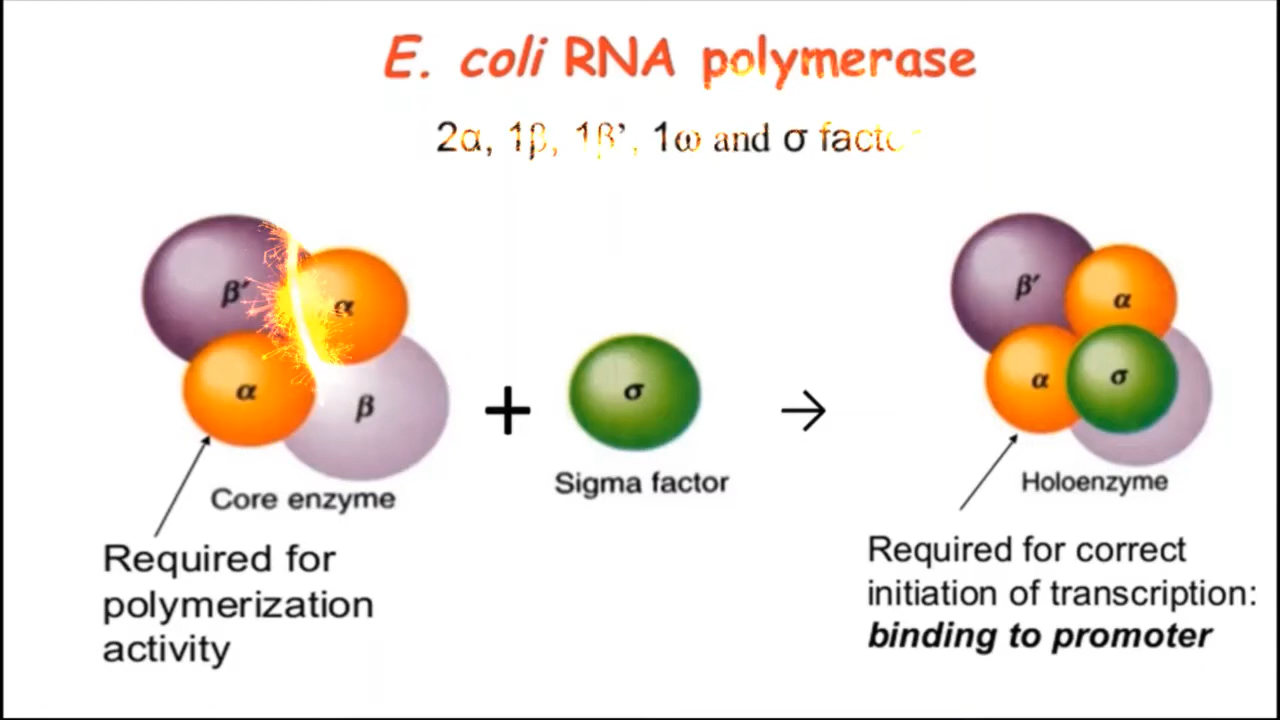 E. coli RNA polymerase
2α, 1β, 1β’, 1ω and σ factor
β′
α
α
β
+
σ
→
β′
α
α
σ
Core enzyme
Sigma factor
Holoenzyme
Required for
polymerization
activity
Required for correct
initiation of transcription:
binding to promoter